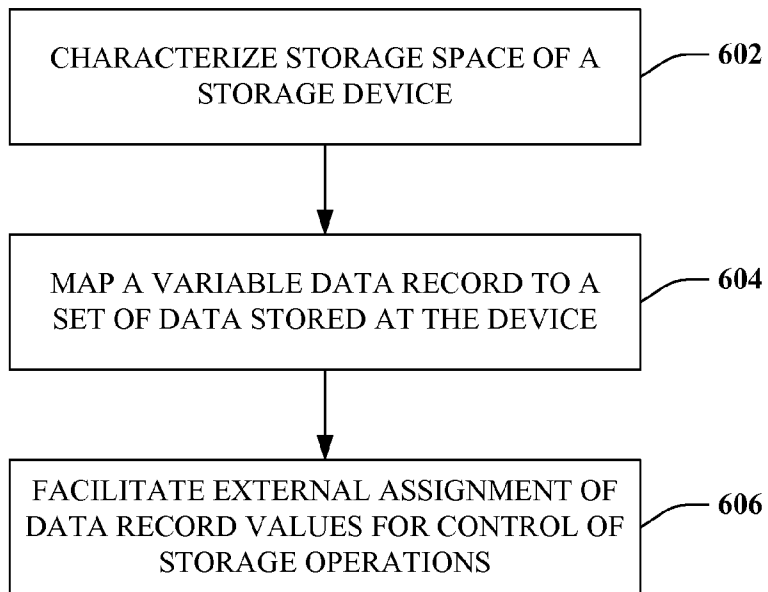 CHARACTERIZE STORAGE SPACE OF A
STORAGE DEVICE
602
MAP A VARIABLE DATA RECORD TO A
SET OF DATA STORED AT THE DEVICE
604
FACILITATE EXTERNAL ASSIGNMENT OF
DATA RECORD VALUES FOR CONTROL OF
STORAGE OPERATIONS
606